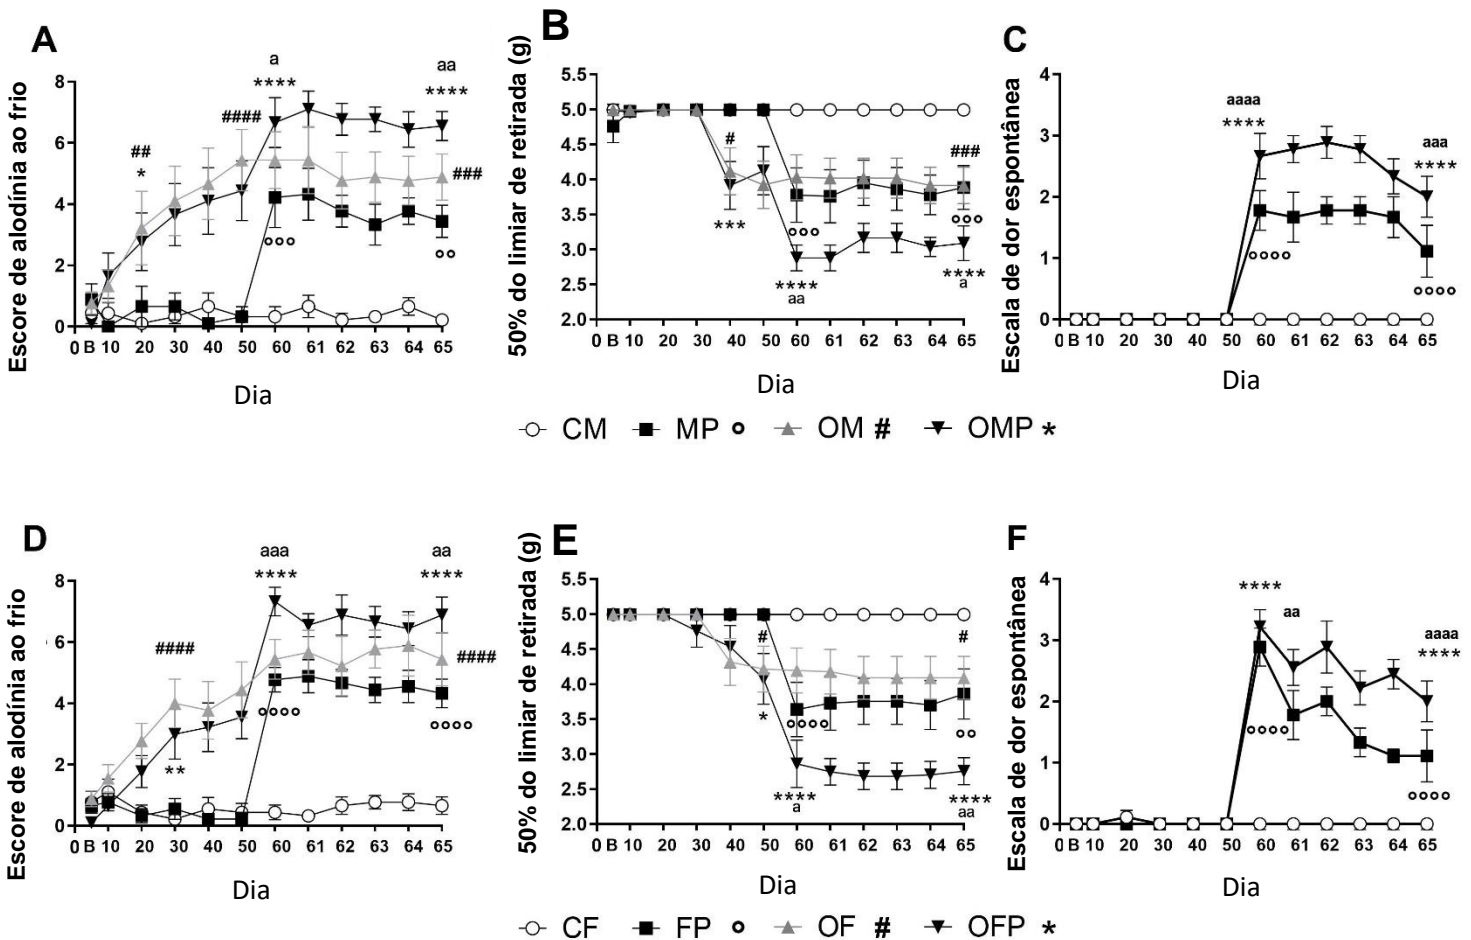 A
Escore de alodínia ao frio
a
aa
****
****
####
##
*
###
°°°
°°
8
6
4
2
0
0 B 10 20 30 40 50 60 61 62 63 64 65
Dia
B
50% do limiar de retirada (g)
5.5
5.0
4.5
4.0
3.5
3.0
2.5
2.0
#
###
***
°°°
°°°
****
aa
****
a
0 B 10 20 30 40 50 60 61 62 63 64 65
Dia
C
Escala de dor espontânea
4
3
2
1
0
aaaa
****
aaa
****
°°°°
°°°°
0 B 10 20 30 40 50 60 61 62 63 64 65
Dia
CM MP ° OM # OMP *
D
Escore de alodínia ao frio
aaa
aa
****
****
####
####
**
°°°°
°°°°
8
6
4
2
0
0 B 10 20 30 40 50 60 61 62 63 64 65
Dia
E
50% do limiar de retirada (g)
5.5
5.0
4.5
4.0
3.5
3.0
2.5
2.0
#
#
*
°°°°
°°
****
a
****
aa
0 B 10 20 30 40 50 60 61 62 63 64 65
Dia
F
Escala de dor espontânea
4
3
2
1
0
****
aa
aaaa
****
°°°°
°°°°
0 B 10 20 30 40 50 60 61 62 63 64 65
Dia
CF FP ° OF # OFP *